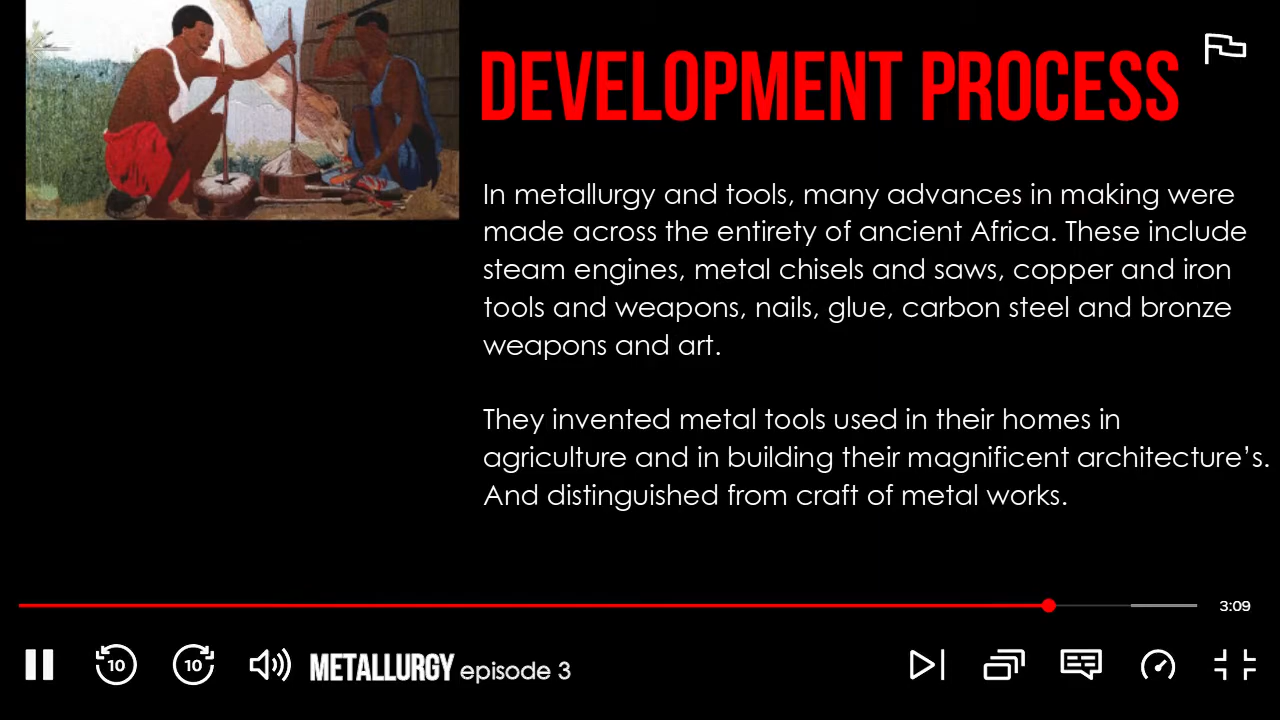 DEVELOPMENT PROCESS
In metallurgy and tools, many advances in making were
made across the entirety of ancient Africa. These include
steam engines, metal chisels and saws, copper and iron
tools and weapons, nails, glue, carbon steel and bronze
weapons and art.
They invented metal tools used in their homes in
agriculture and in building their magnificent architecture’s.
And distinguished from craft of metal works.
3:09
10
10
METALLURGY episode 3